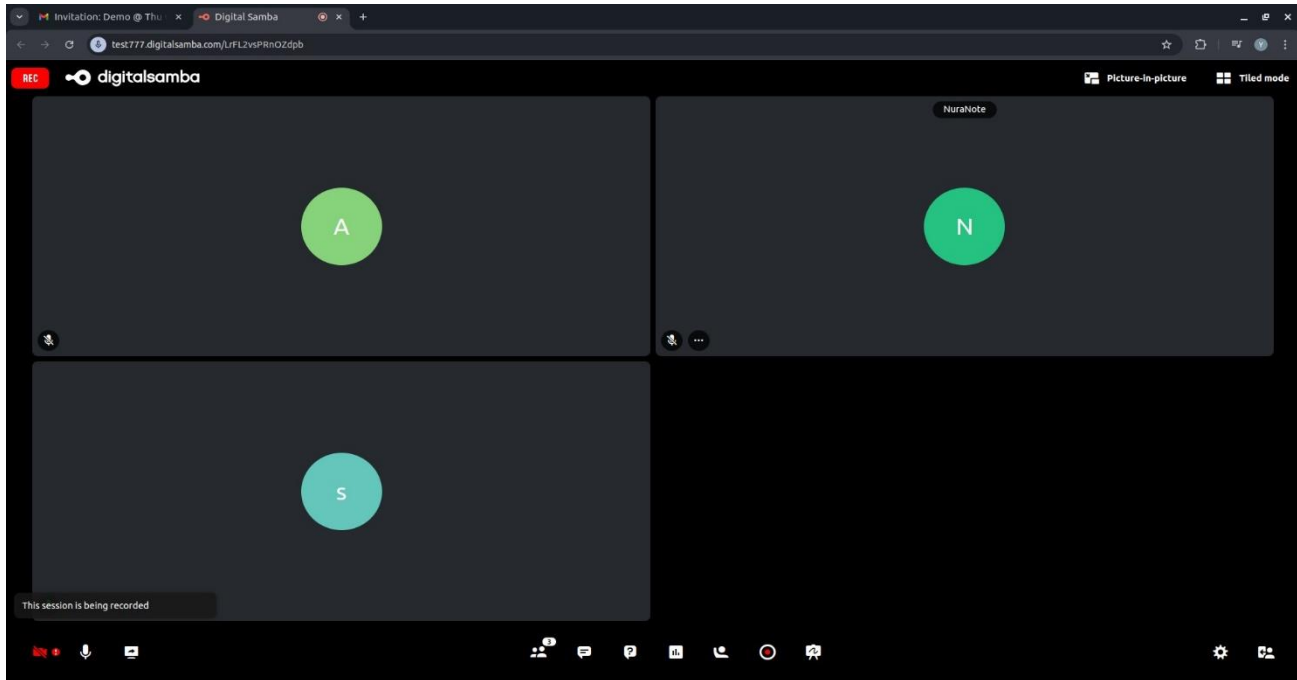 Invitation: Demo @ Thu
Digital Samba
test777.digitalsamba.com/LrFL2vsPRnOZdpb
REC
digitalsamba
Picture-in-picture
Tiled mode
NuraNote
A
N
s
This session is being recorded
3